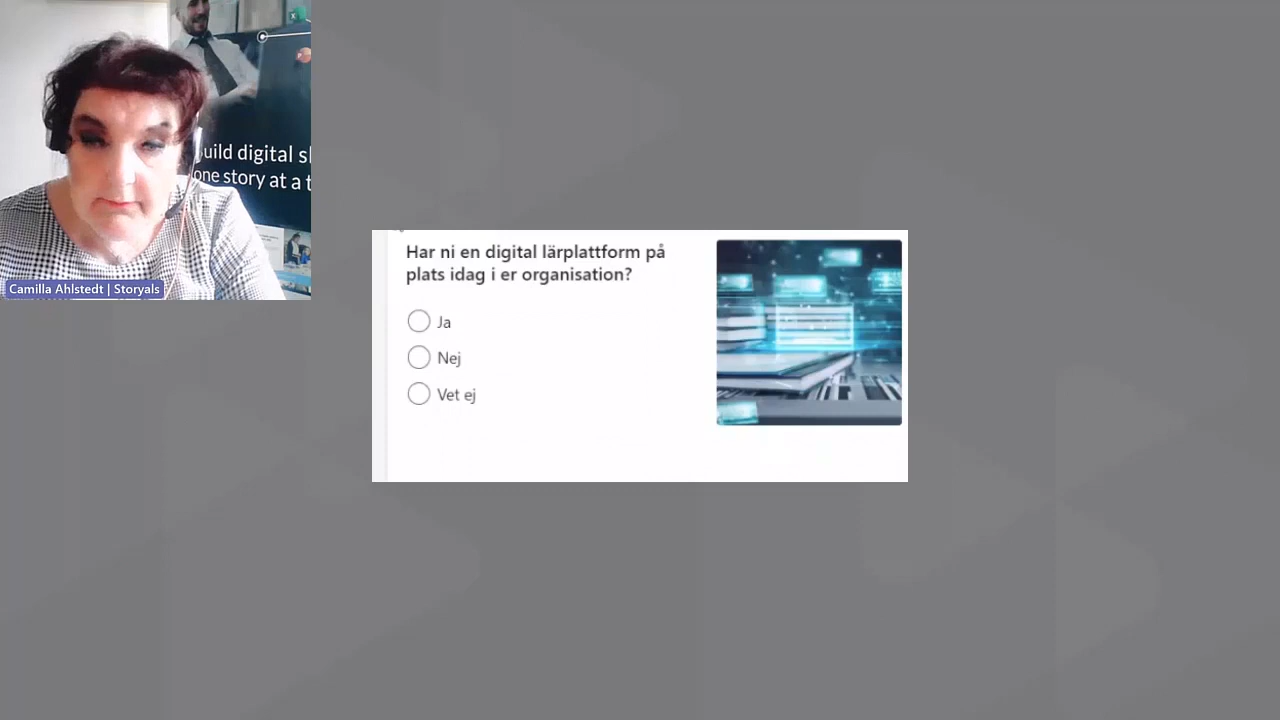 uild digital s
one story at a t
Camilla Ahlstedt | Storyals
Har ni en digital lärplattform på
plats idag i er organisation?
Ja
Nej
Vet ej